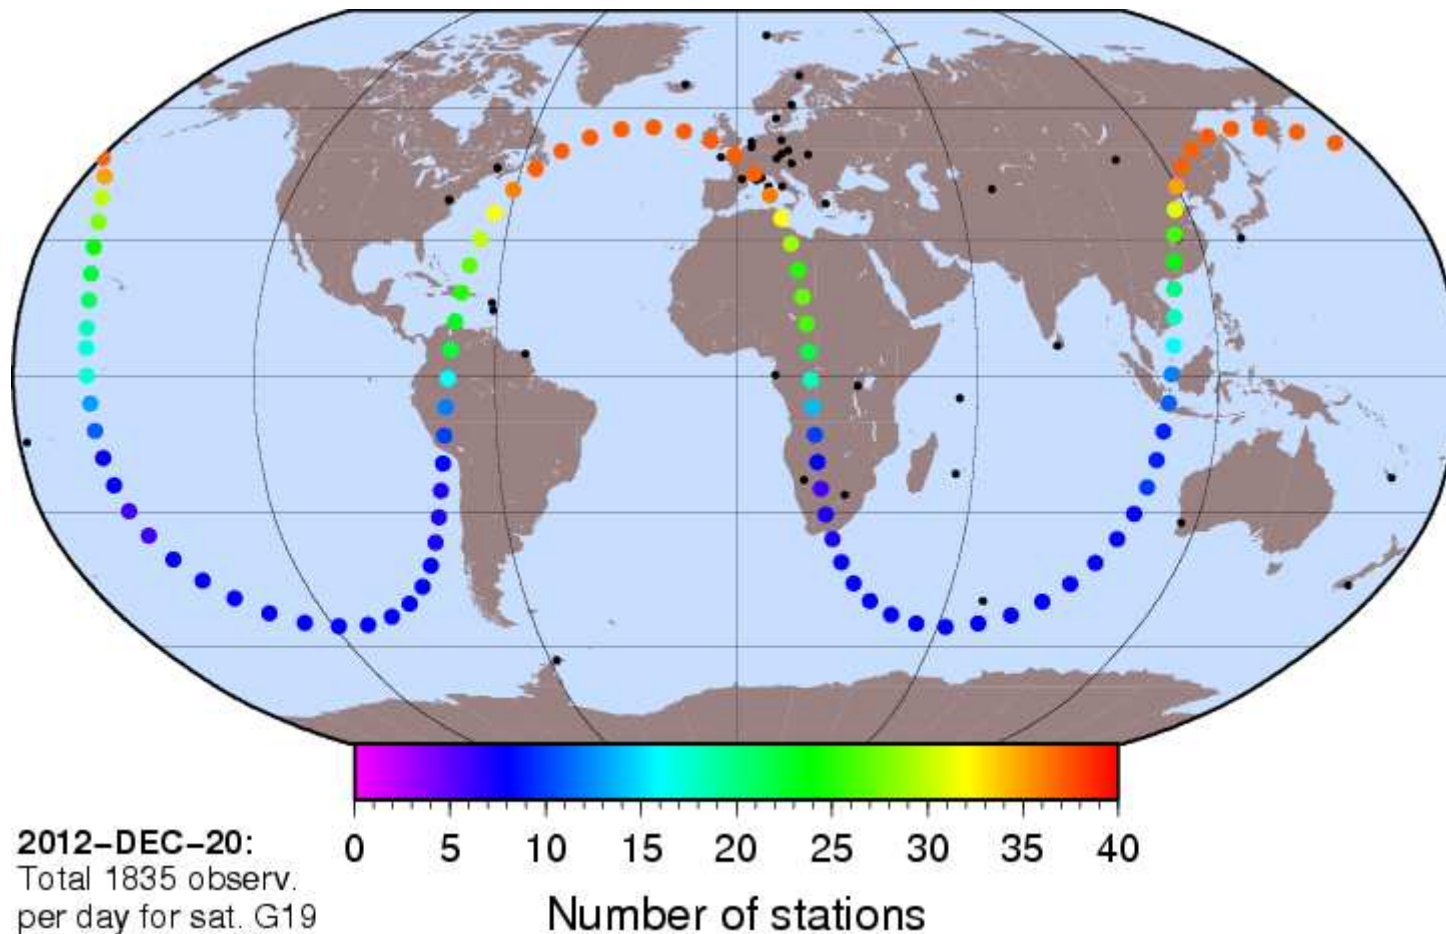 0 5 10 15 20 25 30 35 40
Number of stations
2012-DEC-20:
Total 1835 observ.
per day for sat. G19